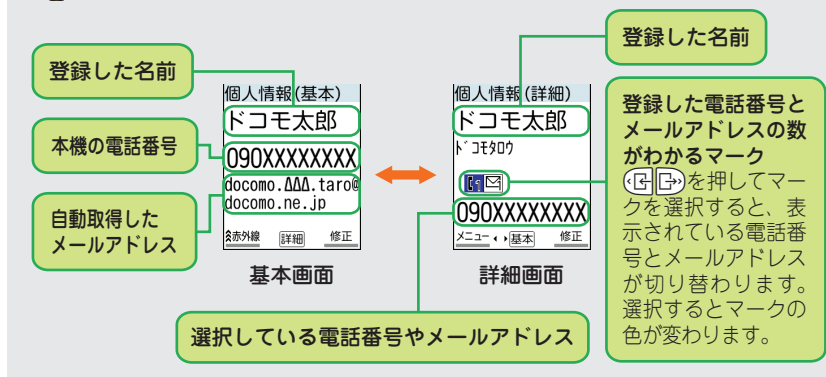 登録した名前
本機の電話番号
自動取得した
メールアドレス
個人情報(基本)
ドコモ太郎
090XXXXXXXX
docomo.ΔΔΔ.taro@
docomo.ne.jp
赤外線 詳細 修正
基本画面
登録した名前
個人情報(詳細)
ドコモ太郎
ドコモタロウ
090XXXXXXXX
メニュー 基本 修正
詳細画面
登録した電話番号と
メールアドレスの数
がわかるマーク
を押してマー
クを選択すると、表
示されている電話番
号とメールアドレス
が切り替わります。
選択するとマークの
色が変わります。
選択している電話番号やメールアドレス